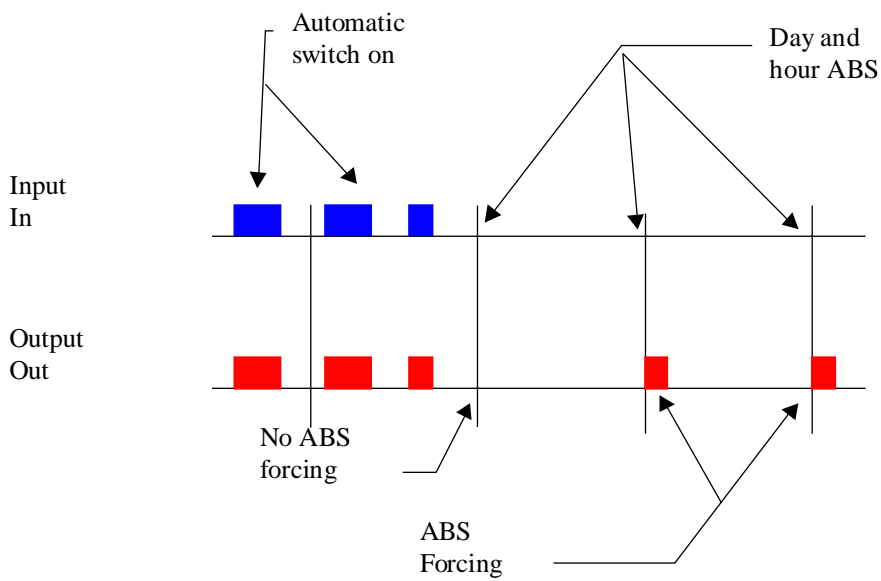 Automatic
switch on
Day and
hour ABS
Input
In
Output
Out
No ABS
forcing
ABS
Forcing